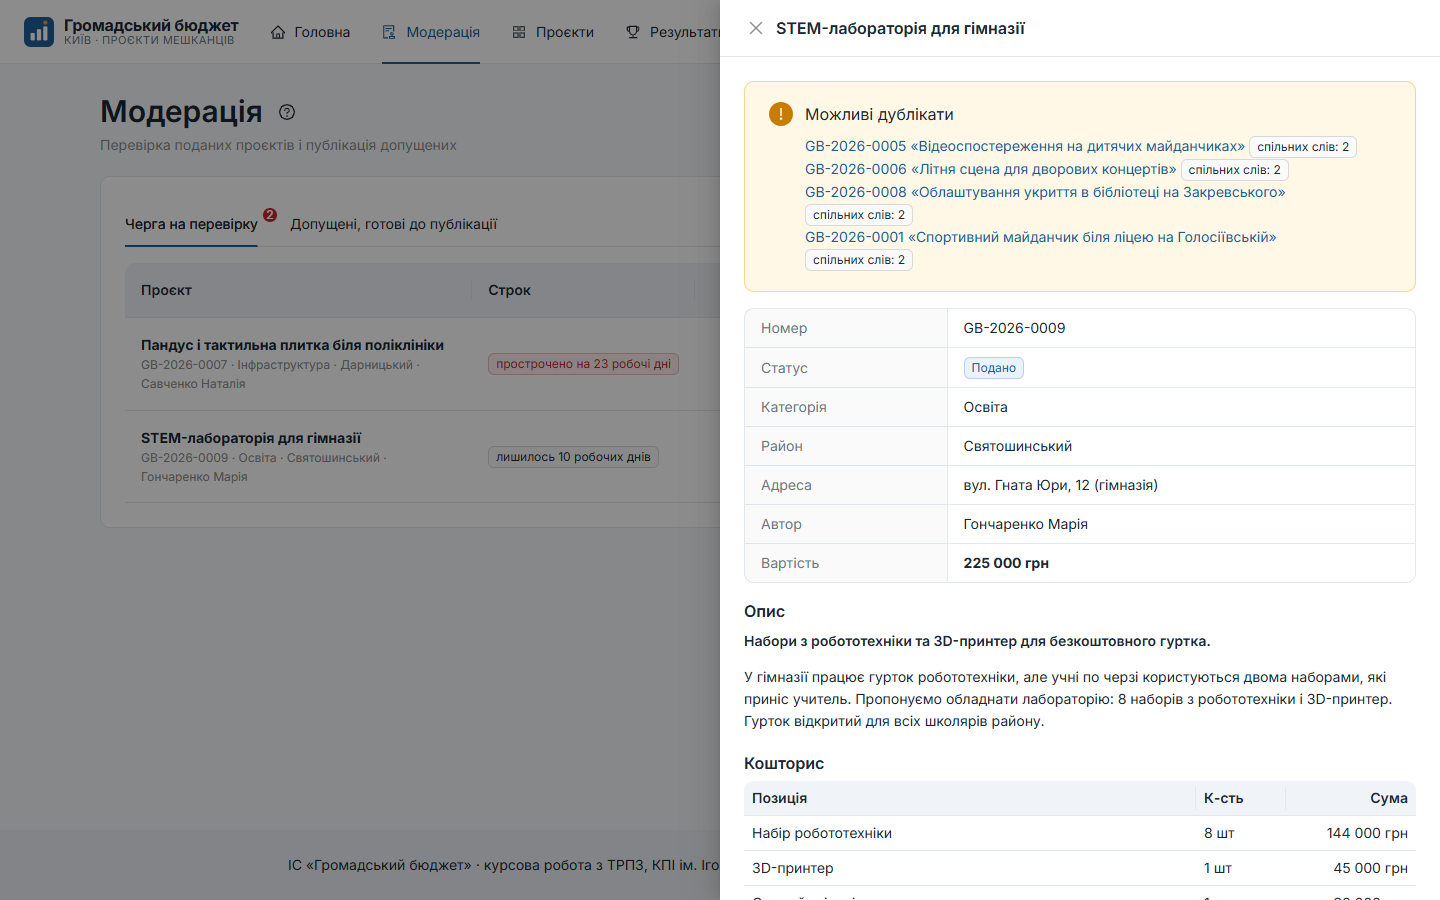 Громадський бюджет
КИЇВ · ПРОЄКТИ МЕШКАНЦІВ
Головна
Модерація
Проєкти
Результат
Модерація
Перевірка поданих проєктів і публікація допущених
Черга на перевірку 2
Допущені, готові до публікації
Проєкт
Строк
Пандус і тактильна плитка біля поліклініки
GB-2026-0007 · Інфраструктура · Дарницький ·
Савченко Наталія
прострочено на 23 робочі дні
STEM-лабораторія для гімназії
GB-2026-0009 · Освіта · Святошинський ·
Гончаренко Марія
лишилось 10 робочих днів
ІС «Громадський бюджет» · курсова робота з ТРПЗ, КПІ ім. Іго
STEM-лабораторія для гімназії
Можливі дублікати
GB-2026-0005 «Відеоспостереження на дитячих майданчиках» спільних слів: 2
GB-2026-0006 «Літня сцена для дворових концертів» спільних слів: 2
GB-2026-0008 «Облаштування укриття в бібліотеці на Закревського»
спільних слів: 2
GB-2026-0001 «Спортивний майданчик біля ліцею на Голосіївській»
спільних слів: 2
Номер GB-2026-0009
Статус Подано
Категорія Освіта
Район Святошинський
Адреса вул. Гната Юри, 12 (гімназія)
Автор Гончаренко Марія
Вартість 225 000 грн
Опис
Набори з робототехніки та 3D-принтер для безкоштовного гуртка.
У гімназії працює гурток робототехніки, але учні по черзі користуються двома наборами, які
приніс учитель. Пропонуємо обладнати лабораторію: 8 наборів з робототехніки і 3D-принтер.
Гурток відкритий для всіх школярів району.
Кошторис
Позиція К-сть Сума
Набір робототехніки 8 шт 144 000 грн
3D-принтер 1 шт 45 000 грн